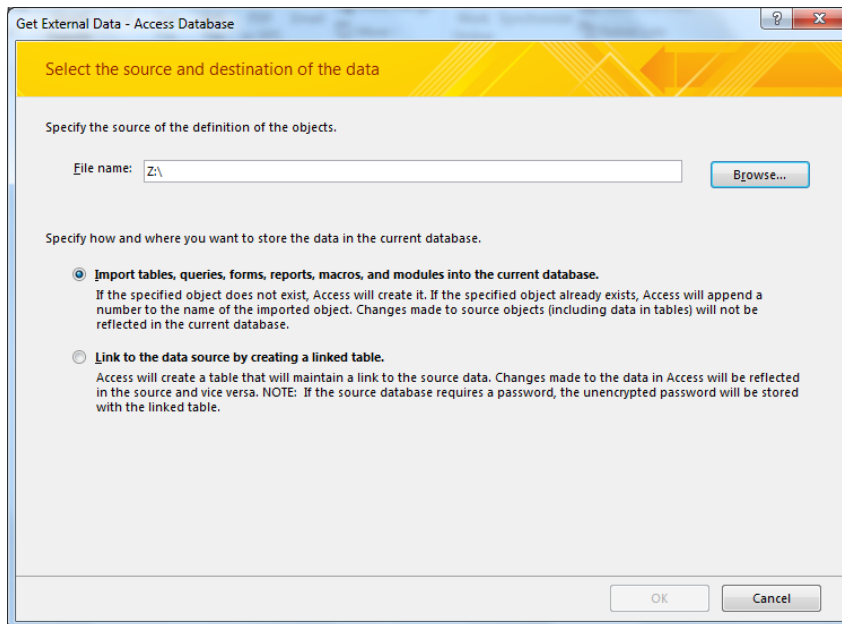 Get External Data - Access Database
Select the source and destination of the data
Specify the source of the definition of the objects.
File name: Z:\ Browse...
Specify how and where you want to store the data in the current database.
Import tables, queries, forms, reports, macros, and modules into the current database.
If the specified object does not exist, Access will create it. If the specified object already exists, Access will append a
number to the name of the imported object. Changes made to source objects (including data in tables) will not be
reflected in the current database.
Link to the data source by creating a linked table.
Access will create a table that will maintain a link to the source data. Changes made to the data in Access will be reflected
in the source and vice versa. NOTE: If the source database requires a password, the unencrypted password will be stored
with the linked table.
OK Cancel